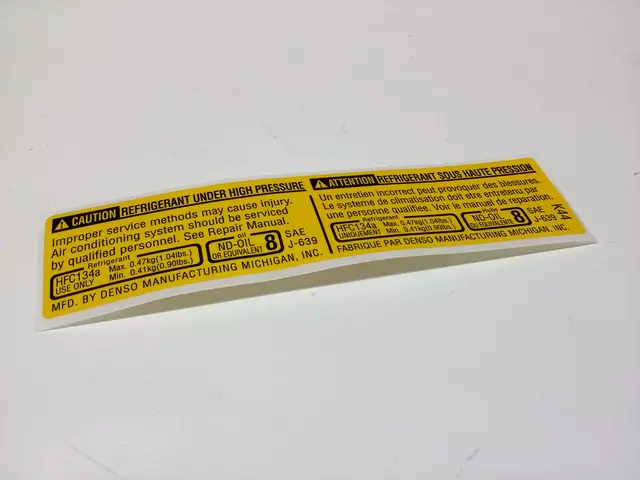 CAUTION REFRIGERANT UNDER HIGH PRESSURE
Improper service methods may cause injury.
Air conditioning system should be serviced
by qualified personnel. See Repair Manual.
HFC134a
USE ONLY
Refrigerant
Max. 0.47kg(1.04lbs.)
Min. 0.41kg(0.90lbs.)
oil
ND-OIL 8
OR EQUIVALENT
SAE
J-639
MFD. BY DENSO MANUFACTURING MICHIGAN, INC.
ATTENTION REFRIGERANT SOUS HAUTE PRESSION
Un entretien incorrect peut provoquer des blessures.
Le systeme de climatisation doit etre entretenu par
une personne qualifiée. Voir le manual de reparation.
HFC134a
UNIQUEMENT
Refrigerant
Max. 0.47kg(1.04lbs)
Min. 0.41kg(0.90lbs.)
oil
ND-OIL 8
OU EQUIVALENT
SAE
J-639
FABRIQUE PAR DENSO MANUFACTURING MICHIGAN.INC.
K44